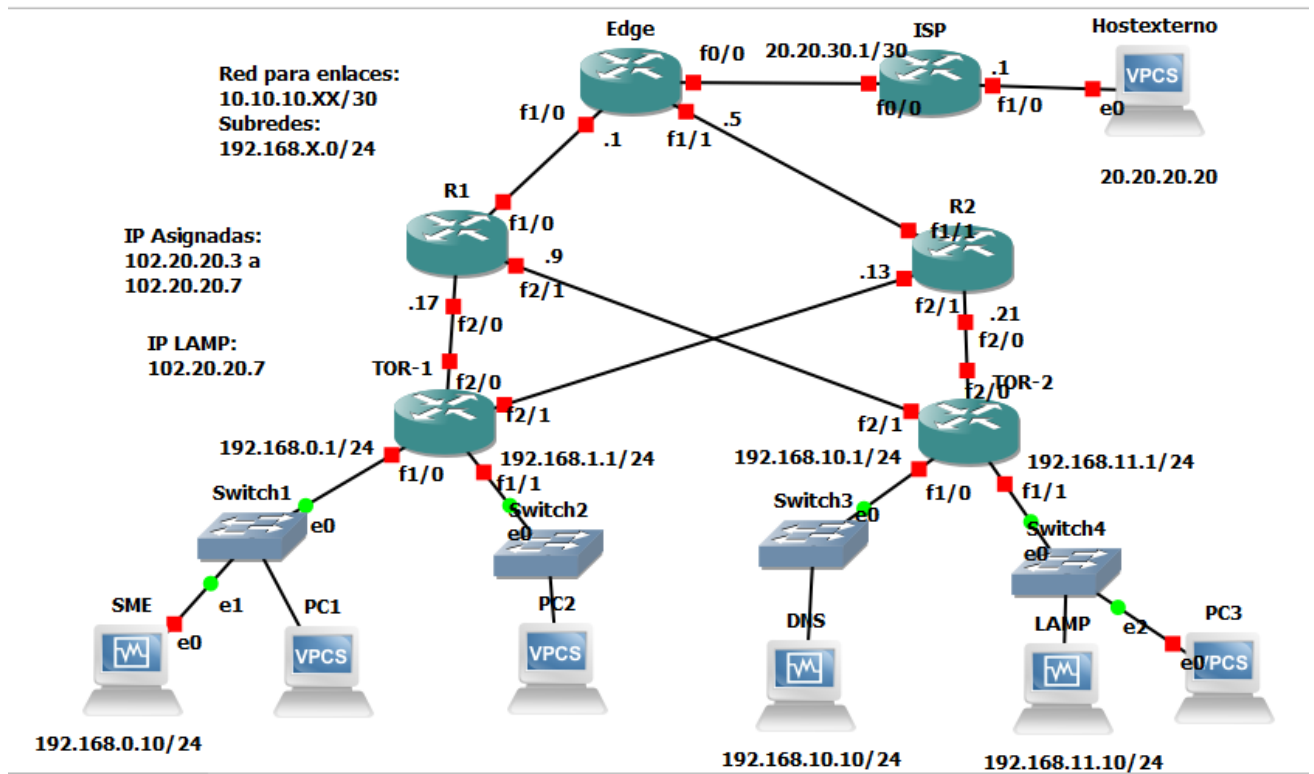 Edge
ISP
Hostexterno
f0/0
20.20.30.1/30
f0/0
.1
f1/0
e0
VPCS
20.20.20.20
Red para enlaces:
10.10.10.XX/30
Subredes:
192.168.X.0/24
f1/0
.1
.5
f1/1
R1
f1/0
R2
f1/1
IP Asignadas:
102.20.20.3 a
102.20.20.7
.9
f2/1
.13
f2/1
.17
f2/0
.21
f2/0
IP LAMP:
102.20.20.7
TOR-1
f2/0
f2/1
TOR-2
f2/0
f2/1
192.168.0.1/24
f1/0
192.168.1.1/24
f1/1
192.168.10.1/24
f1/0
192.168.11.1/24
f1/1
Switch1
e0
Switch2
e0
Switch3
e0
Switch4
e0
SME
e0
e1
PC1
VPCS
PC2
VPCS
DNS
LAMP
e2
PC3
e0
VPCS
192.168.0.10/24
192.168.10.10/24
192.168.11.10/24